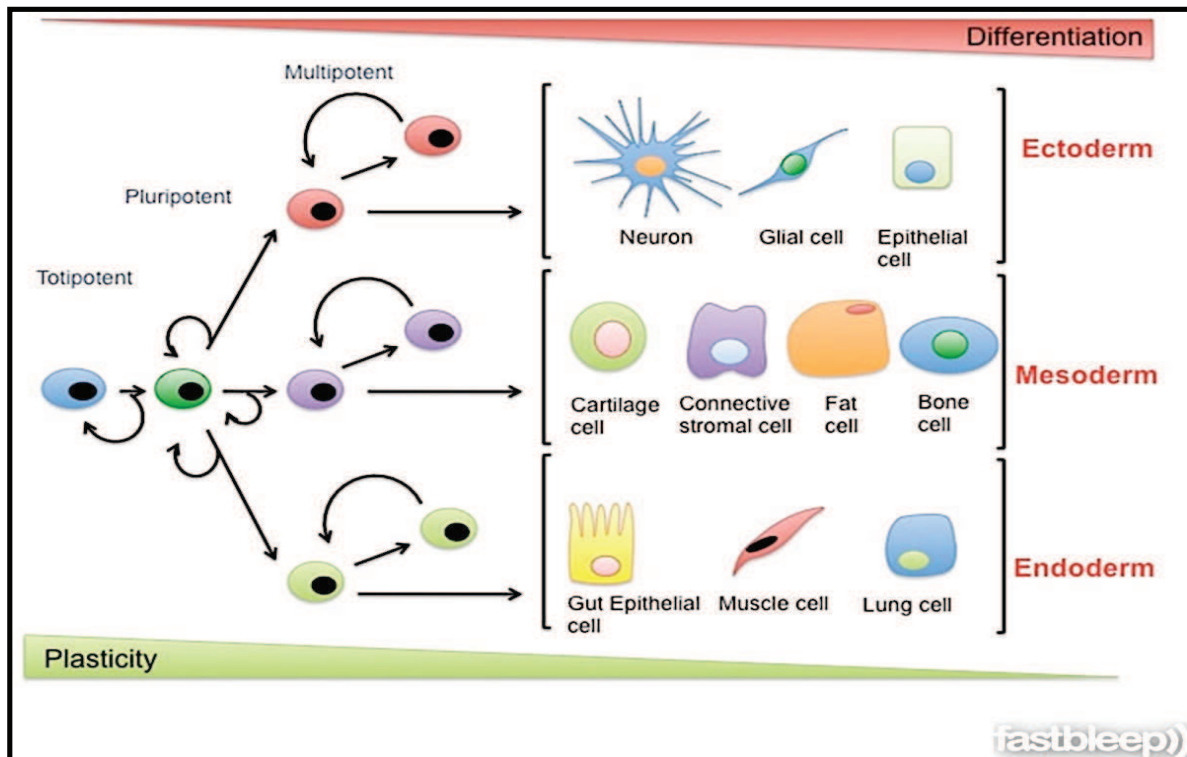 Differentiation
Multipotent
Pluripotent
Totipotent
Neuron
Glial cell
Epithelial
cell
Ectoderm
Cartilage
cell
Connective
stromal cell
Fat
cell
Bone
cell
Mesoderm
Gut Epithelial
cell
Muscle cell
Lung cell
Endoderm
Plasticity
fastbleep))